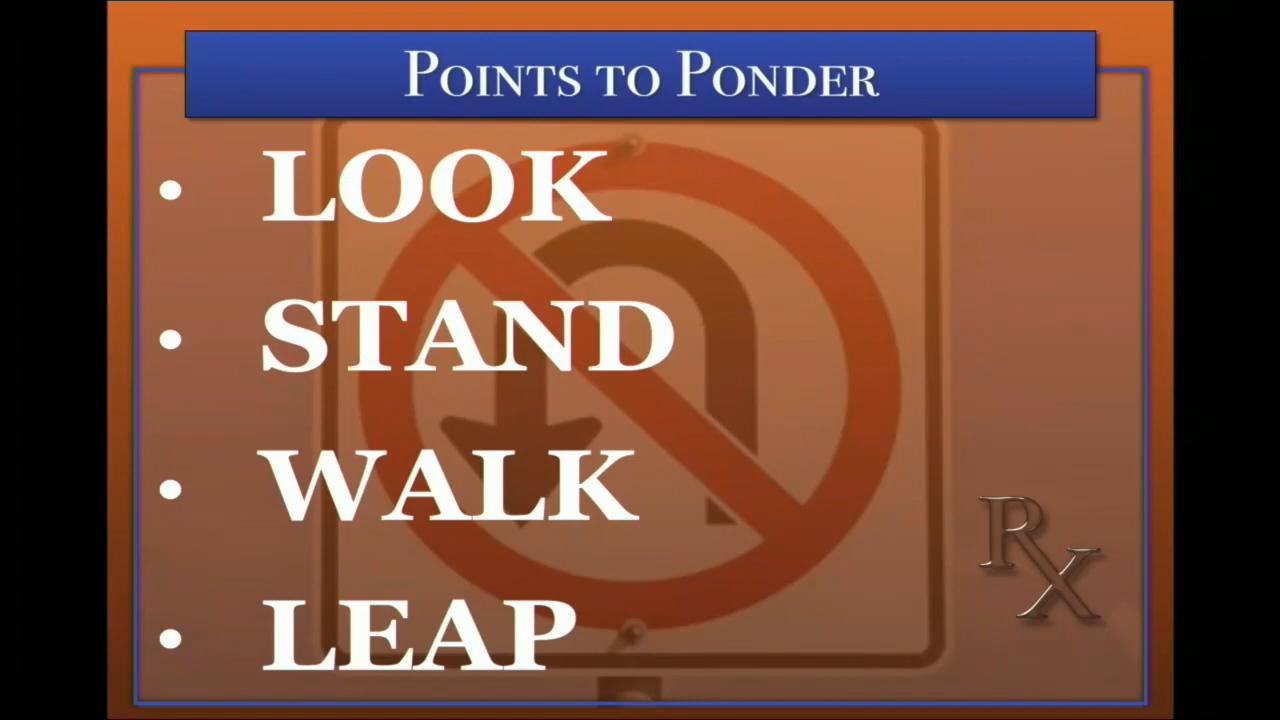 Points to Ponder
• LOOK
• STAND
• WALK
• LEAP
RX